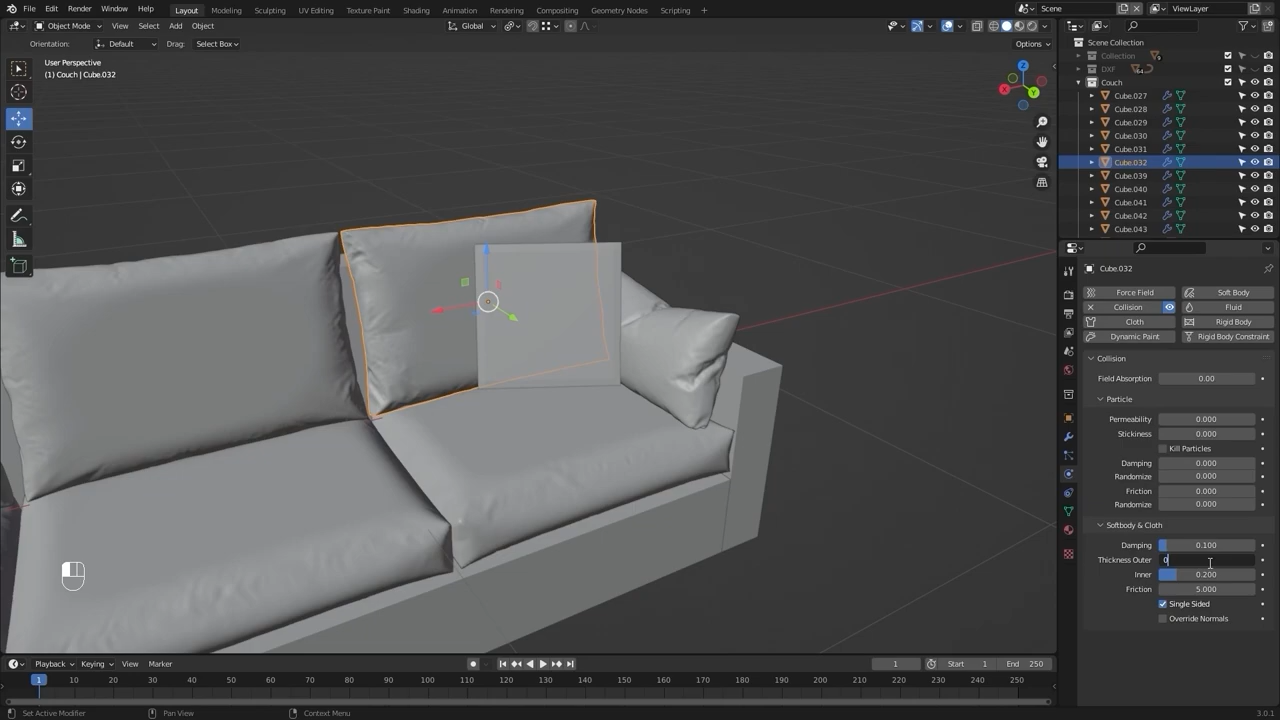 File Edit Render Window Help Layout Modeling Sculpting UV Editing Texture Paint Shading Animation Rendering Compositing Geometry Nodes Scripting Scene ViewLayer
Object Mode View Select Add Object Global
Orientation: Default Drag: Select Box Options
User Perspective
(1) Couch | Cube.032
Z
X
Y
Scene Collection
Collection 9
DXF 64
Couch
Cube.027
Cube.028
Cube.029
Cube.030
Cube.031
Cube.032
Cube.039
Cube.040
Cube.041
Cube.042
Cube.043
Cube.032
Force Field Soft Body
Collision Fluid
Cloth Rigid Body
Dynamic Paint Rigid Body Constraint
Collision
Field Absorption 0.00
Particle
Permeability 0.000
Stickiness 0.000
Kill Particles
Damping 0.000
Randomize 0.000
Friction 0.000
Randomize 0.000
Softbody & Cloth
Damping 0.100
Thickness Outer 0
Inner 0.200
Friction 5.000
Single Sided
Override Normals
Playback Keying View Marker 1 Start 1 End 250
1 10 20 30 40 50 60 70 80 90 100 110 120 130 140 150 160 170 180 190 200 210 220 230 240 250
Set Active Modifier Pan View Context Menu 3.0.1